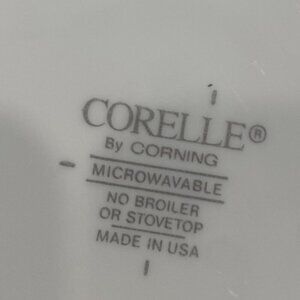 CORELLE®
By CORNING
MICROWAVABLE
NO BROILER
OR STOVETOP
MADE IN USA